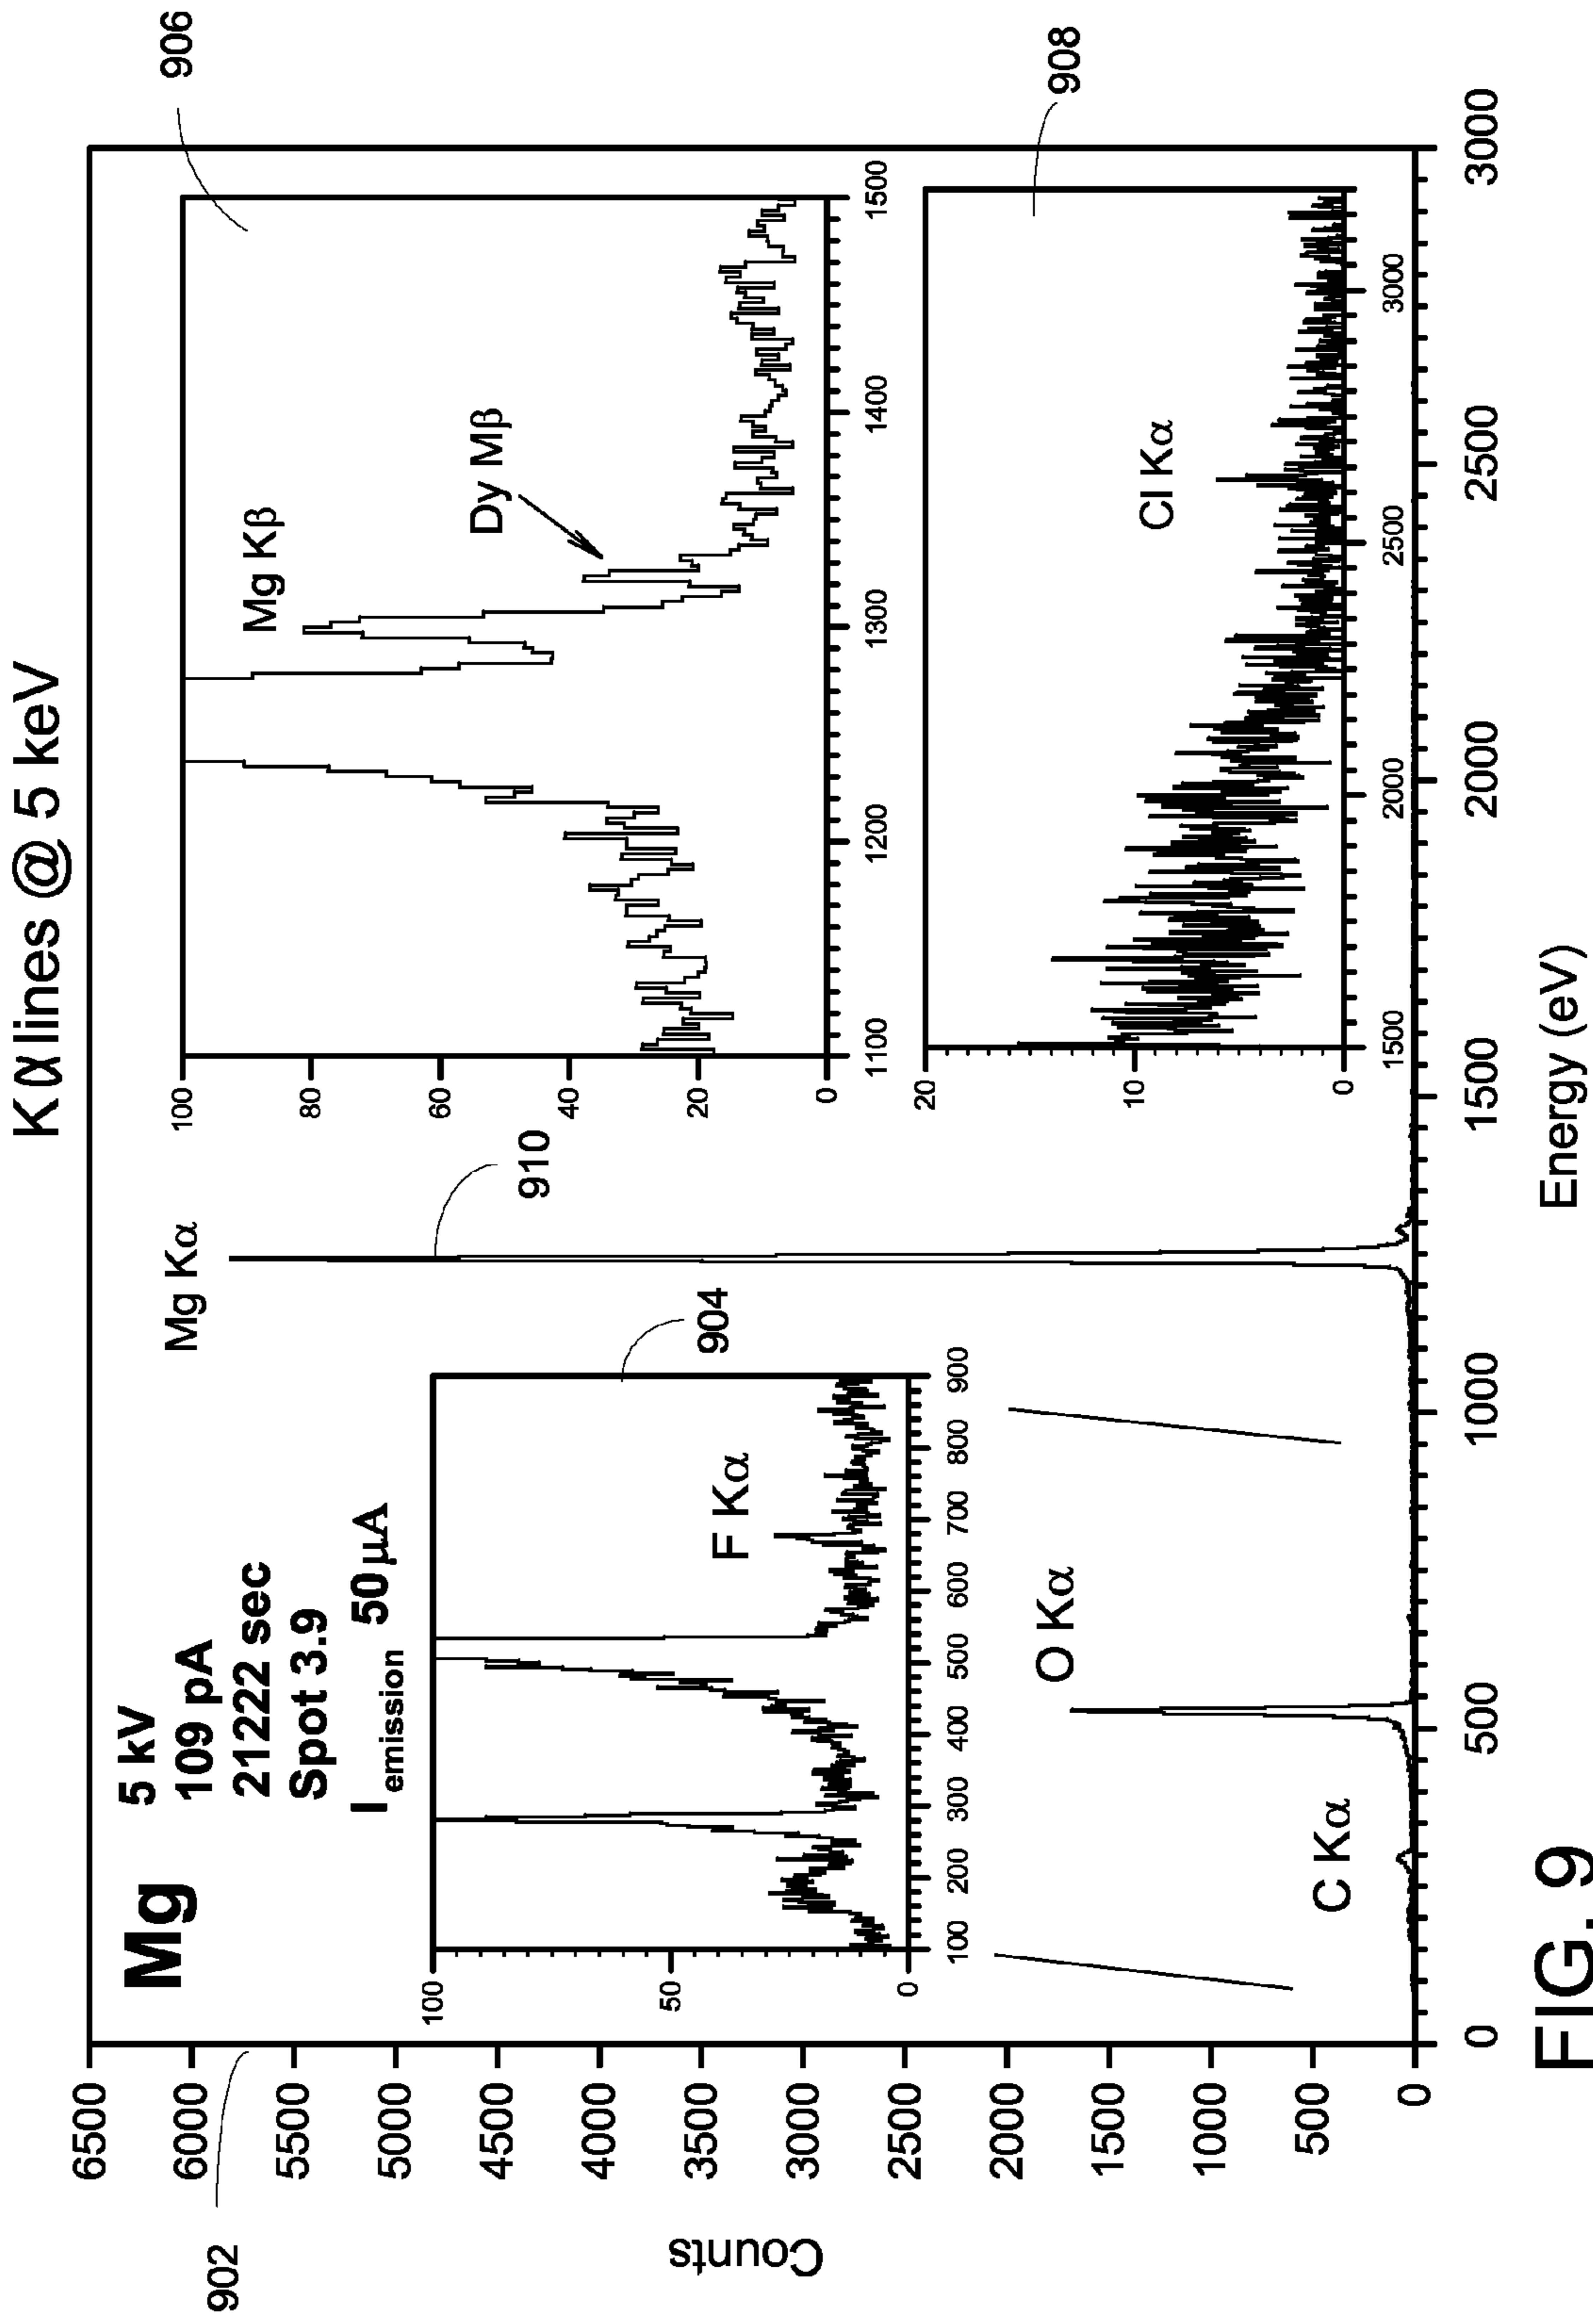 Kα lines @ 5 keV
902
Mg
5 kV
109 pA
21222 sec
Spot 3.9
I emission 50 μA
Mg Kα
910
904
906
908
Counts
6500
6000
5500
5000
4500
4000
3500
3000
2500
2000
1500
1000
500
0
100
50
0
F Kα
100 200 300 400 500 600 700 800 900
100
80
60
40
20
0
Mg Kβ
Dy Mβ
1100 1200 1300 1400 1500
20
10
0
Cl Kα
1500 2000 2500 3000
C Kα
O Kα
0 500 1000 1500 2000 2500 3000
Energy (eV)
FIG. 9